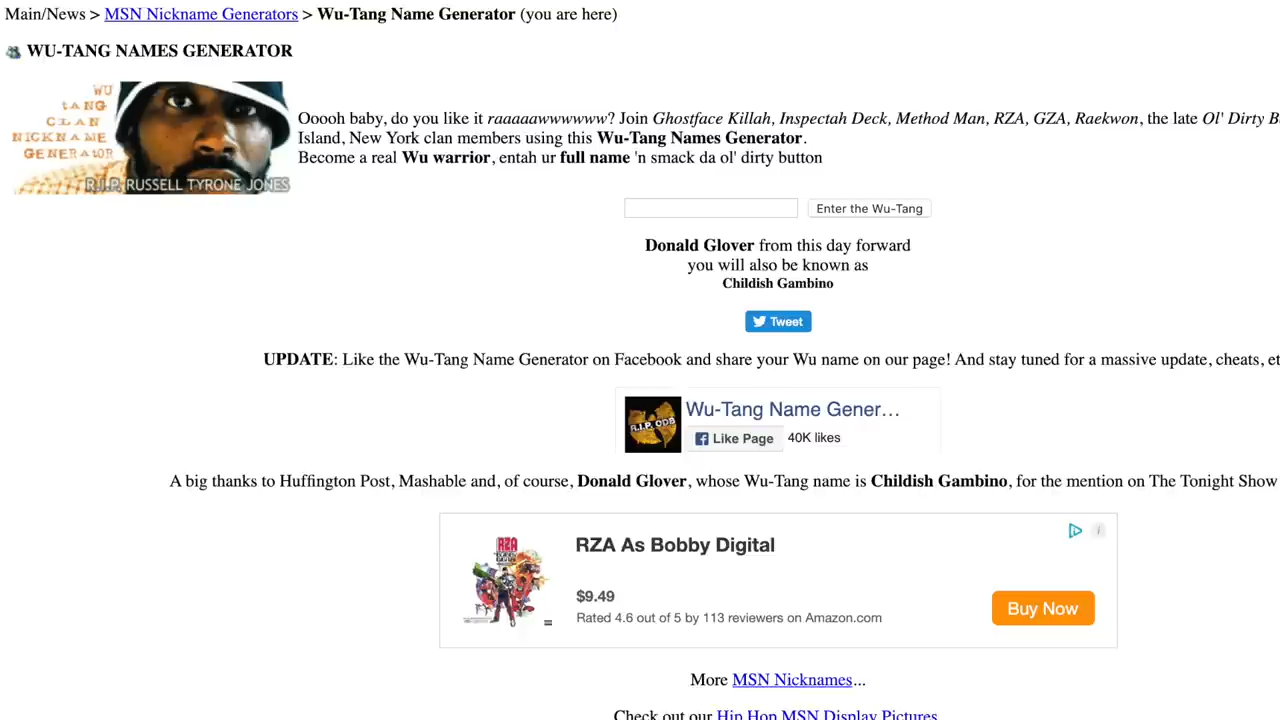 Main/News > MSN Nickname Generators > Wu-Tang Name Generator (you are here)
WU-TANG NAMES GENERATOR
WU
TANG
CLAN
NICKNAME
GENERATOR
R.I.P. RUSSELL TYRONE JONES
Ooooh baby, do you like it raaaaawwwwww? Join Ghostface Killah, Inspectah Deck, Method Man, RZA, GZA, Raekwon, the late Ol' Dirty
Island, New York clan members using this Wu-Tang Names Generator.
Become a real Wu warrior, entah ur full name 'n smack da ol' dirty button
Enter the Wu-Tang
Donald Glover from this day forward
you will also be known as
Childish Gambino
Tweet
UPDATE: Like the Wu-Tang Name Generator on Facebook and share your Wu name on our page! And stay tuned for a massive update, cheats,
R.I.P. ODB
Wu-Tang Name Gener...
Like Page 40K likes
A big thanks to Huffington Post, Mashable and, of course, Donald Glover, whose Wu-Tang name is Childish Gambino, for the mention on The Tonight Show
RZA
RZA As Bobby Digital
$9.49
Rated 4.6 out of 5 by 113 reviewers on Amazon.com
Buy Now
More MSN Nicknames...
Check out our Hip Hop MSN Display Pictures